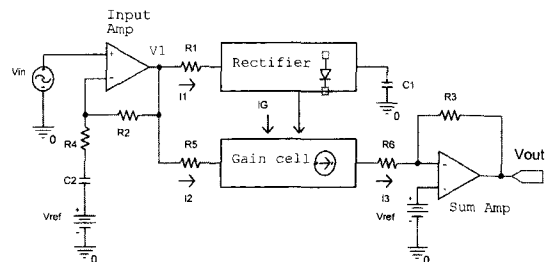 Input
Amp
V1
R1
Rectifier
C1
0
Vin
I1
IG
R3
R2
R4
0
R5
Gain cell
R6
Vout
C2
I2
I3
Vref
Sum Amp
Vref
0
0